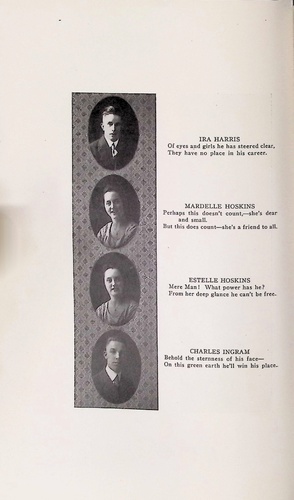 IRA HARRIS
Of eyes and girls he has steered clear,
They have no place in his career.
MARDELLE HOSKINS
Perhaps this doesn't count,—she's dear
and small.
But this does count—she's a friend to all.
ESTELLE HOSKINS
Mere Man! What power has he?
From her deep glance he can't be free.
CHARLES INGRAM
Behold the sternness of his face—
On this green earth he'll win his place.